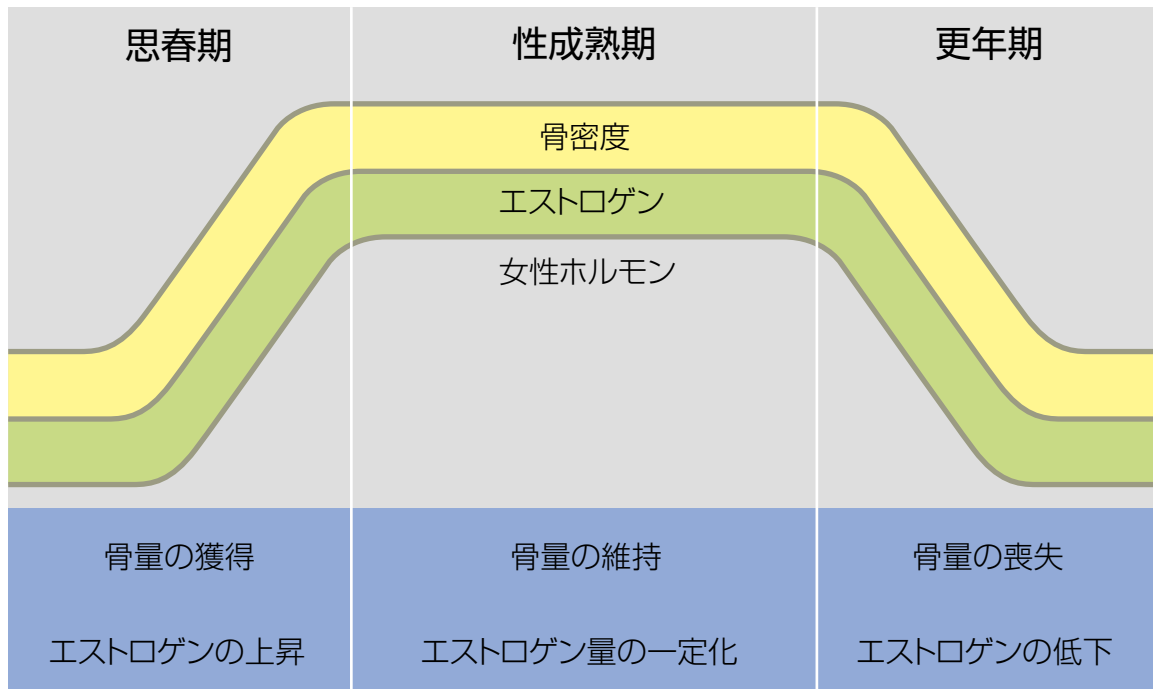 思春期
性成熟期
更年期
骨密度
エストロゲン
女性ホルモン
骨量の獲得
骨量の維持
骨量の喪失
エストロゲンの上昇
エストロゲン量の一定化
エストロゲンの低下